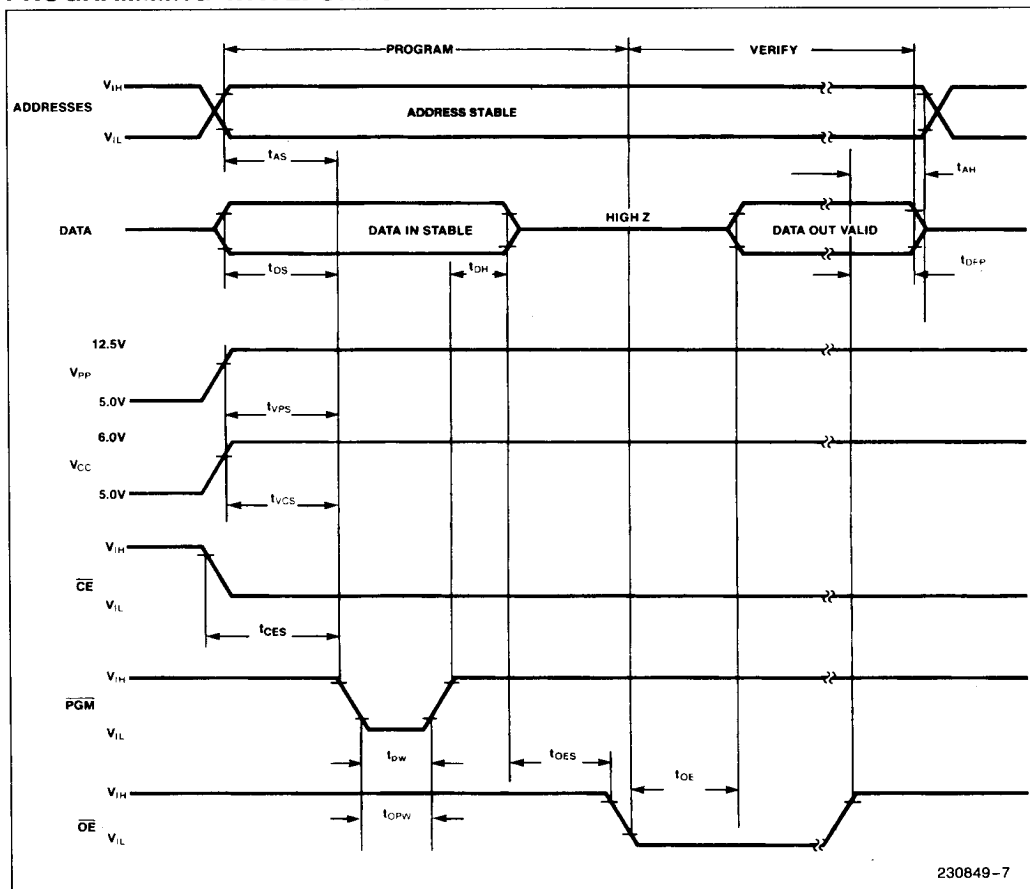 PROGRAM
VERIFY
VIH
ADDRESSES
ADDRESS STABLE
VIL
tAS
tAH
HIGH Z
DATA
DATA IN STABLE
DATA OUT VALID
tDS
tDH
tDFP
12.5V
VPP
5.0V
tVPS
6.0V
VCC
5.0V
tVCS
VIH
CE
VIL
tCES
VIH
PGM
VIL
tPW
tOES
tOE
VIH
tOPW
OE
VIL
230849-7